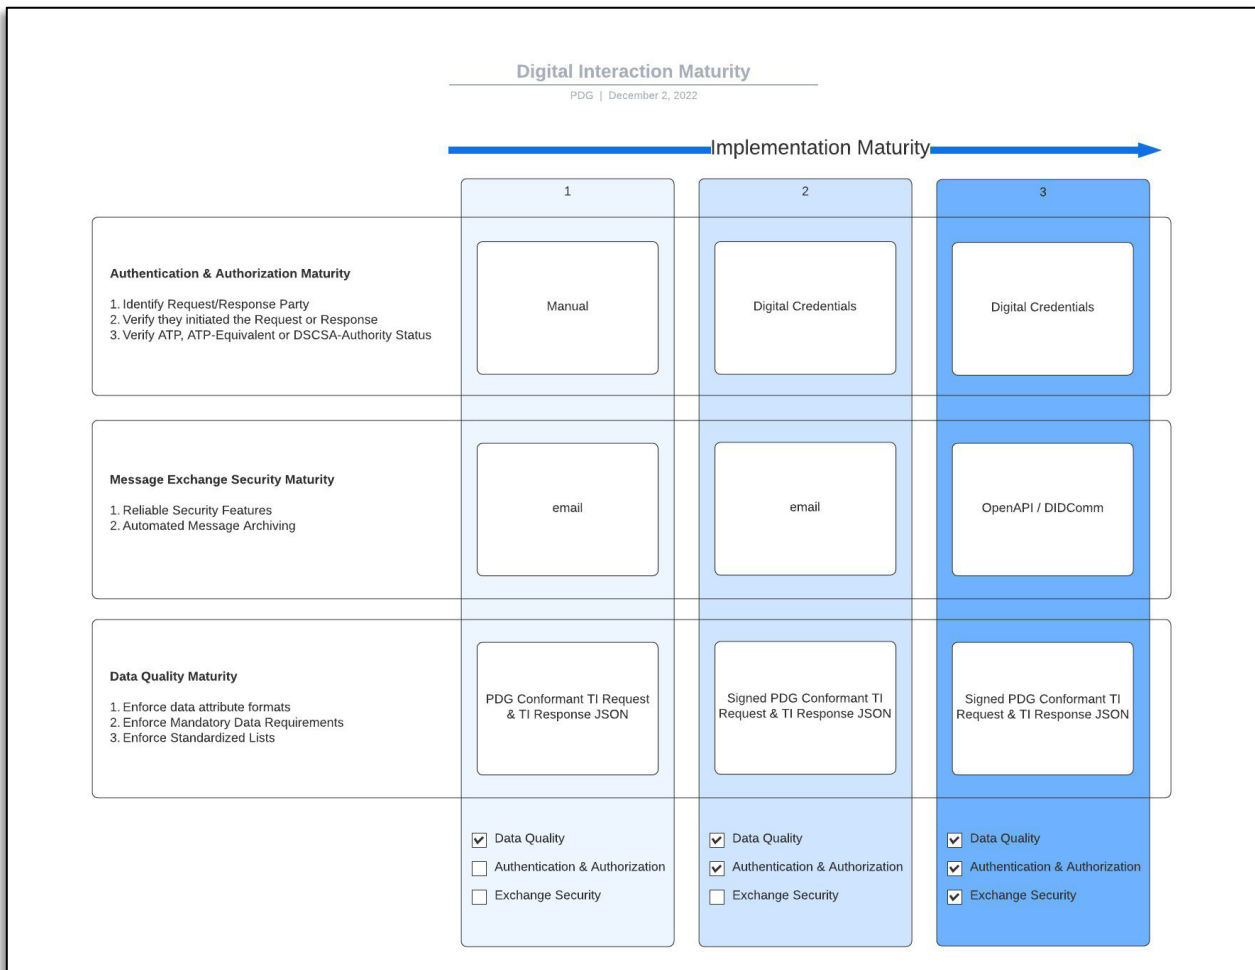 Digital Interaction Maturity
PDG | December 2, 2022
Implementation Maturity
1
2
3
Authentication & Authorization Maturity
1. Identify Request/Response Party
2. Verify they initiated the Request or Response
3. Verify ATP, ATP-Equivalent or DSCSA-Authority Status
Manual
Digital Credentials
Digital Credentials
Message Exchange Security Maturity
1. Reliable Security Features
2. Automated Message Archiving
email
email
OpenAPI / DIDComm
Data Quality Maturity
1. Enforce data attribute formats
2. Enforce Mandatory Data Requirements
3. Enforce Standardized Lists
PDG Conformant TI Request
& TI Response JSON
Signed PDG Conformant TI
Request & TI Response JSON
Signed PDG Conformant TI
Request & TI Response JSON
Data Quality
Authentication & Authorization
Exchange Security
Data Quality
Authentication & Authorization
Exchange Security
Data Quality
Authentication & Authorization
Exchange Security